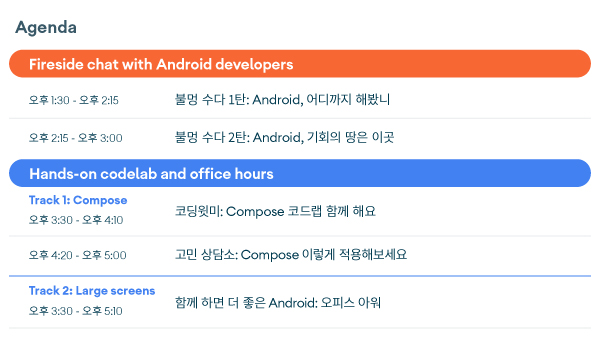 Agenda
Fireside chat with Android developers
오후 1:30 - 오후 2:15 불멍 수다 1탄: Android, 어디까지 해봤니
오후 2:15 - 오후 3:00 불멍 수다 2탄: Android, 기회의 땅은 이곳
Hands-on codelab and office hours
Track 1: Compose
오후 3:30 - 오후 4:10 코딩윗미: Compose 코드랩 함께 해요
오후 4:20 - 오후 5:00 고민 상담소: Compose 이렇게 적용해보세요
Track 2: Large screens
오후 3:30 - 오후 5:10 함께 하면 더 좋은 Android: 오피스 아워